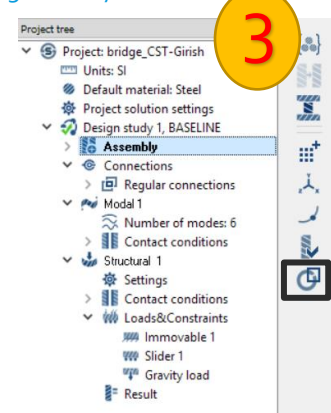 Project tree
3
Project: bridge_CST-Girish
Units: SI
Default material: Steel
Project solution settings
Design study 1, BASELINE
Assembly
Connections
Regular connections
Modal 1
Number of modes: 6
Contact conditions
Structural 1
Settings
Contact conditions
Loads&Constraints
Immovable 1
Slider 1
Gravity load
Result